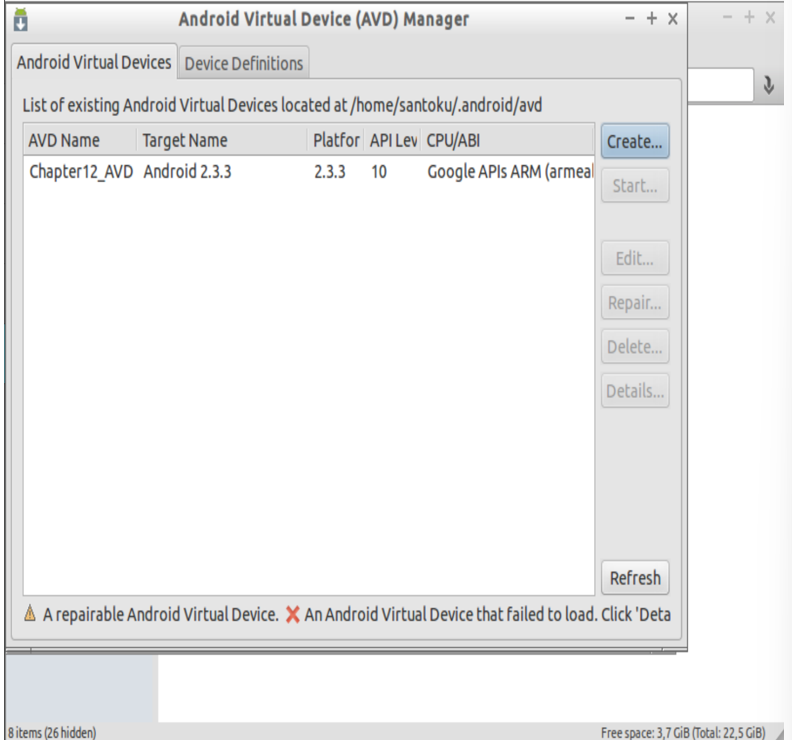 Android Virtual Device (AVD) Manager
Android Virtual Devices Device Definitions
List of existing Android Virtual Devices located at /home/santoku/.android/avd
AVD Name Target Name Platfor API Lev CPU/ABI
Chapter12_AVD Android 2.3.3 2.3.3 10 Google APIs ARM (armeal
Create...
Start...
Edit...
Repair...
Delete...
Details...
Refresh
A repairable Android Virtual Device. An Android Virtual Device that failed to load. Click 'Deta
8 items (26 hidden) Free space: 3,7 GiB (Total: 22,5 GiB)